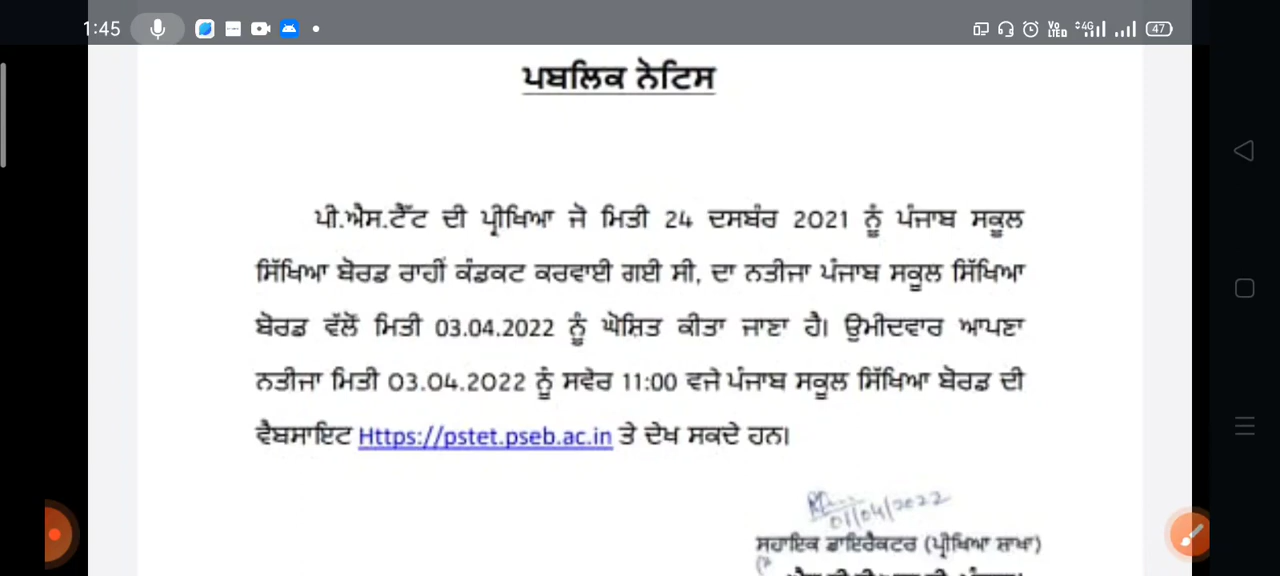 1:45
4G
47
ਪਬਲਿਕ ਨੋਟਿਸ
ਪੀ.ਐਸ.ਟੈੱਟ ਦੀ ਪ੍ਰੀਖਿਆ ਜੋ ਮਿਤੀ 24 ਦਸਬੰਰ 2021 ਨੂੰ ਪੰਜਾਬ ਸਕੂਲ
ਸਿੱਖਿਆ ਬੋਰਡ ਰਾਹੀਂ ਕੰਡਕਟ ਕਰਵਾਈ ਗਈ ਸੀ, ਦਾ ਨਤੀਜਾ ਪੰਜਾਬ ਸਕੂਲ ਸਿੱਖਿਆ
ਬੋਰਡ ਵੱਲੋਂ ਮਿਤੀ 03.04.2022 ਨੂੰ ਘੋਸ਼ਿਤ ਕੀਤਾ ਜਾਣਾ ਹੈ। ਉਮੀਦਵਾਰ ਆਪਣਾ
ਨਤੀਜਾ ਮਿਤੀ 03.04.2022 ਨੂੰ ਸਵੇਰ 11:00 ਵਜੇ ਪੰਜਾਬ ਸਕੂਲ ਸਿੱਖਿਆ ਬੋਰਡ ਦੀ
ਵੈਬਸਾਇਟ Https://pstet.pseb.ac.in ਤੇ ਦੇਖ ਸਕਦੇ ਹਨ।
01/04/2022
ਸਹਾਇਕ ਡਾਇਰੈਕਟਰ (ਪ੍ਰੀਖਿਆ ਸ਼ਾਖਾ)